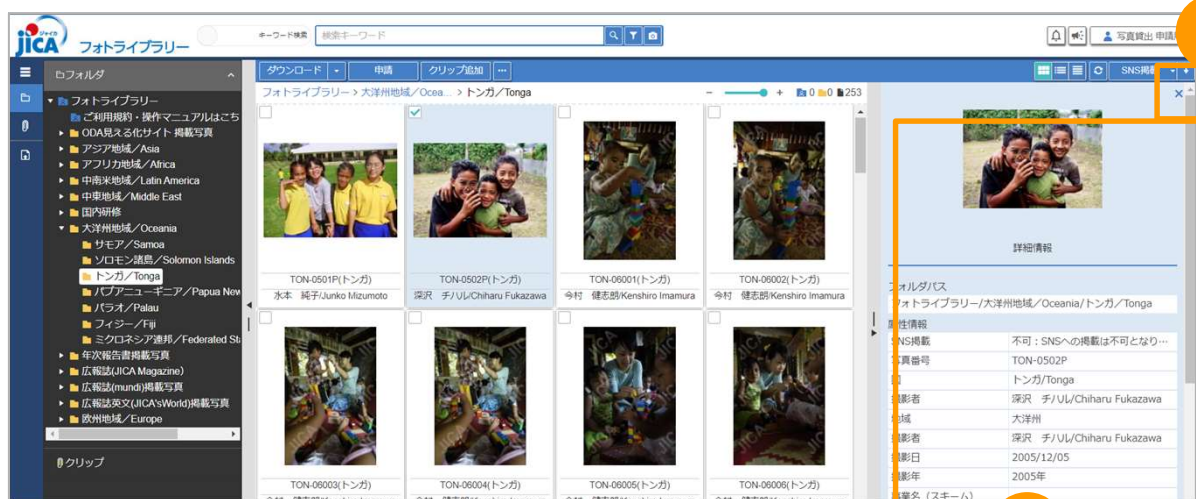 ジャイカ
JICA フォトライブラリー
キーワード検索 検索キーワード
写真貸出 申請
フォルダ
ダウンロード 申請 クリップ追加 ...
SNS掲載
フォトライブラリー > 大洋州地域／Ocea... > トンガ／Tonga
- + 0 0 253
フォトライブラリー
ご利用規約・操作マニュアルはこち
ODA見える化サイト 掲載写真
アジア地域／Asia
アフリカ地域／Africa
中南米地域／Latin America
中東地域／Middle East
国内研修
大洋州地域／Oceania
サモア／Samoa
ソロモン諸島／Solomon Islands
トンガ／Tonga
パプアニューギニア／Papua New
パラオ／Palau
フィジー／Fiji
ミクロネシア連邦／Federated St
年次報告書掲載写真
広報誌(JICA Magazine）
広報誌(mundi)掲載写真
広報誌英文(JICA'sWorld)掲載写真
欧州地域／Europe
クリップ
TON-0501P(トンガ)
水本 純子/Junko Mizumoto
TON-0502P(トンガ)
深沢 チハル/Chiharu Fukazawa
TON-06001(トンガ)
今村 健志朗/Kenshiro Imamura
TON-06002(トンガ)
今村 健志朗/Kenshiro Imamura
TON-06003(トンガ)
TON-06004(トンガ)
TON-06005(トンガ)
TON-06006(トンガ)
詳細情報
フォルダパス
フォトライブラリー/大洋州地域／Oceania/トンガ／Tonga
属性情報
SNS掲載 不可：SNSへの掲載は不可となり…
写真番号 TON-0502P
国 トンガ/Tonga
撮影者 深沢 チハル/Chiharu Fukazawa
地域 大洋州
撮影者 深沢 チハル/Chiharu Fukazawa
撮影日 2005/12/05
撮影年 2005年
事業名（スキーム）